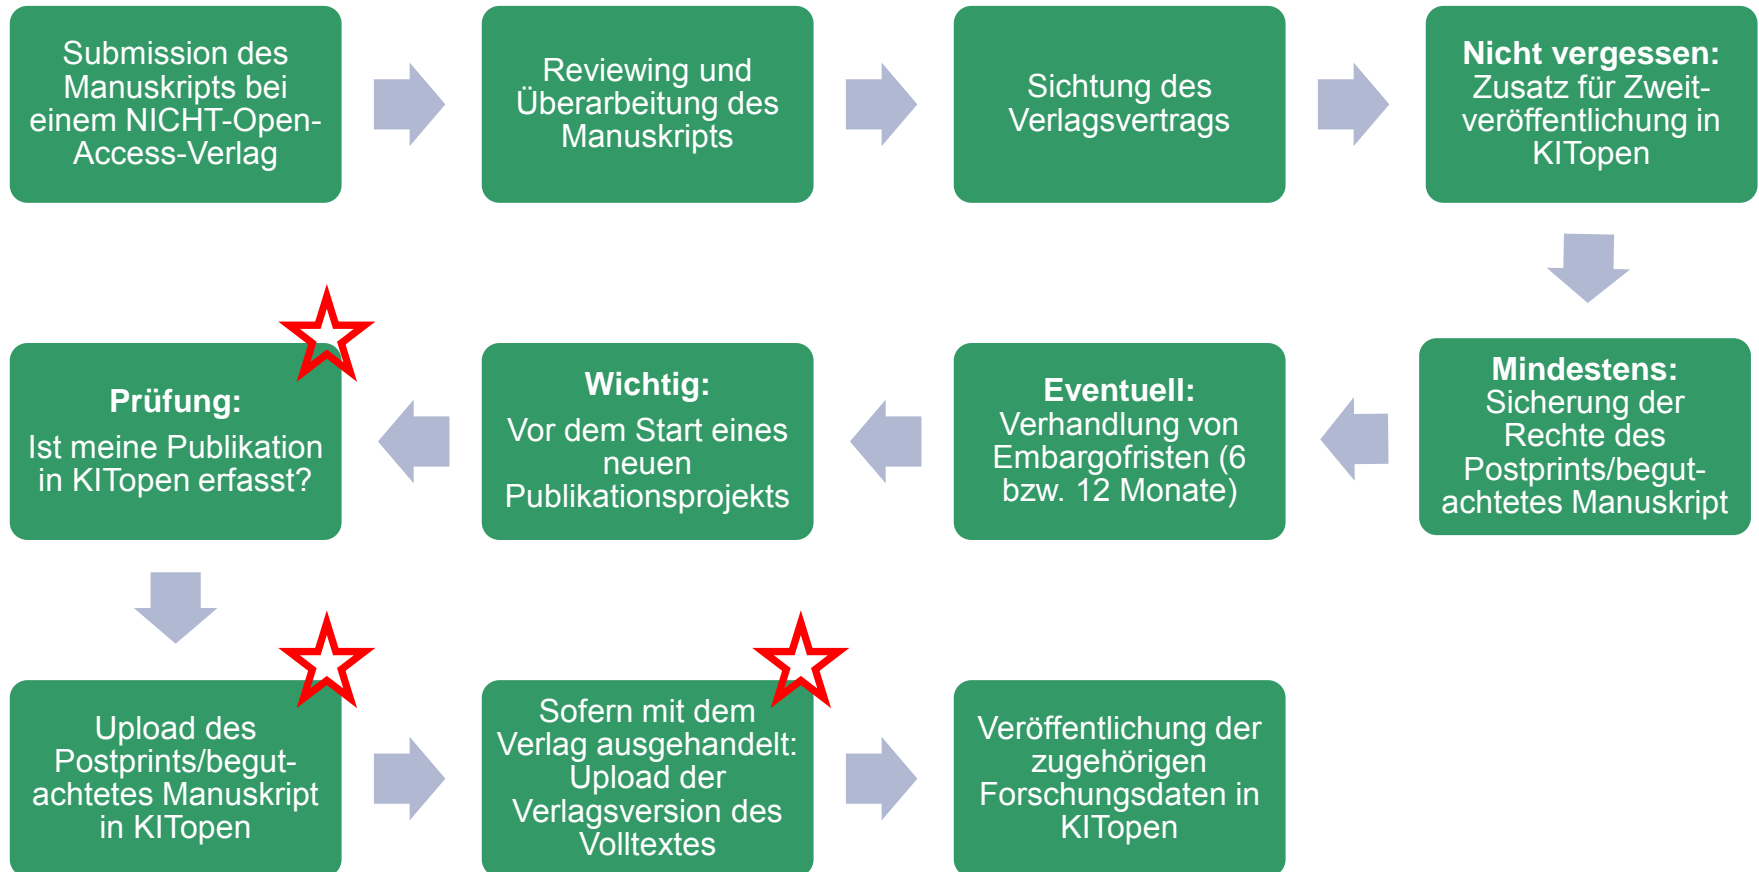 Submission des
Manuskripts bei
einem NICHT-Open-
Access-Verlag
Reviewing und
Überarbeitung des
Manuskripts
Sichtung des
Verlagsvertrags
Nicht vergessen:
Zusatz für Zweit-
veröffentlichung in
KITopen
Mindestens:
Sicherung der
Rechte des
Postprints/begut-
achtetes Manuskript
Eventuell:
Verhandlung von
Embargofristen (6
bzw. 12 Monate)
Wichtig:
Vor dem Start eines
neuen
Publikationsprojekts
Prüfung:
Ist meine Publikation
in KITopen erfasst?
Upload des
Postprints/begut-
achtetes Manuskript
in KITopen
Sofern mit dem
Verlag ausgehandelt:
Upload der
Verlagsversion des
Volltextes
Veröffentlichung der
zugehörigen
Forschungsdaten in
KITopen